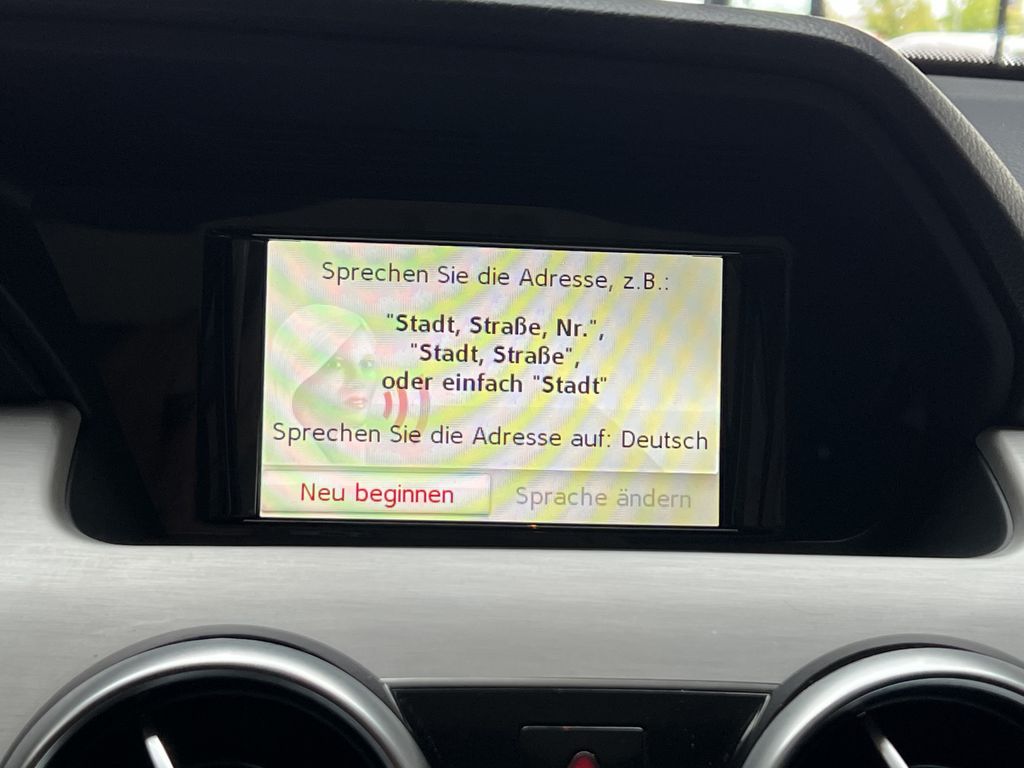 Sprechen Sie die Adresse, z.B.:
"Stadt, Straße, Nr.",
"Stadt, Straße",
oder einfach "Stadt"
Sprechen Sie die Adresse auf: Deutsch
Neu beginnen
Sprache ändern